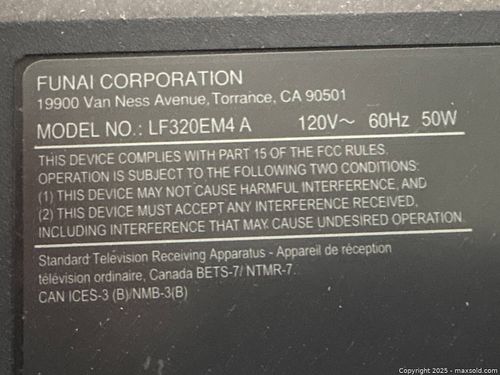 FUNAI CORPORATION
19900 Van Ness Avenue, Torrance, CA 90501
MODEL NO.: LF320EM4 A 120V～ 60Hz 50W
THIS DEVICE COMPLIES WITH PART 15 OF THE FCC RULES.
OPERATION IS SUBJECT TO THE FOLLOWING TWO CONDITIONS:
(1) THIS DEVICE MAY NOT CAUSE HARMFUL INTERFERENCE, AND
(2) THIS DEVICE MUST ACCEPT ANY INTERFERENCE RECEIVED,
INCLUDING INTERFERENCE THAT MAY CAUSE UNDESIRED OPERATION.
Standard Television Receiving Apparatus - Appareil de réception
télévision ordinaire, Canada BETS-7/ NTMR-7.
CAN ICES-3 (B)/NMB-3(B)
Copyright 2025 - maxsold.com